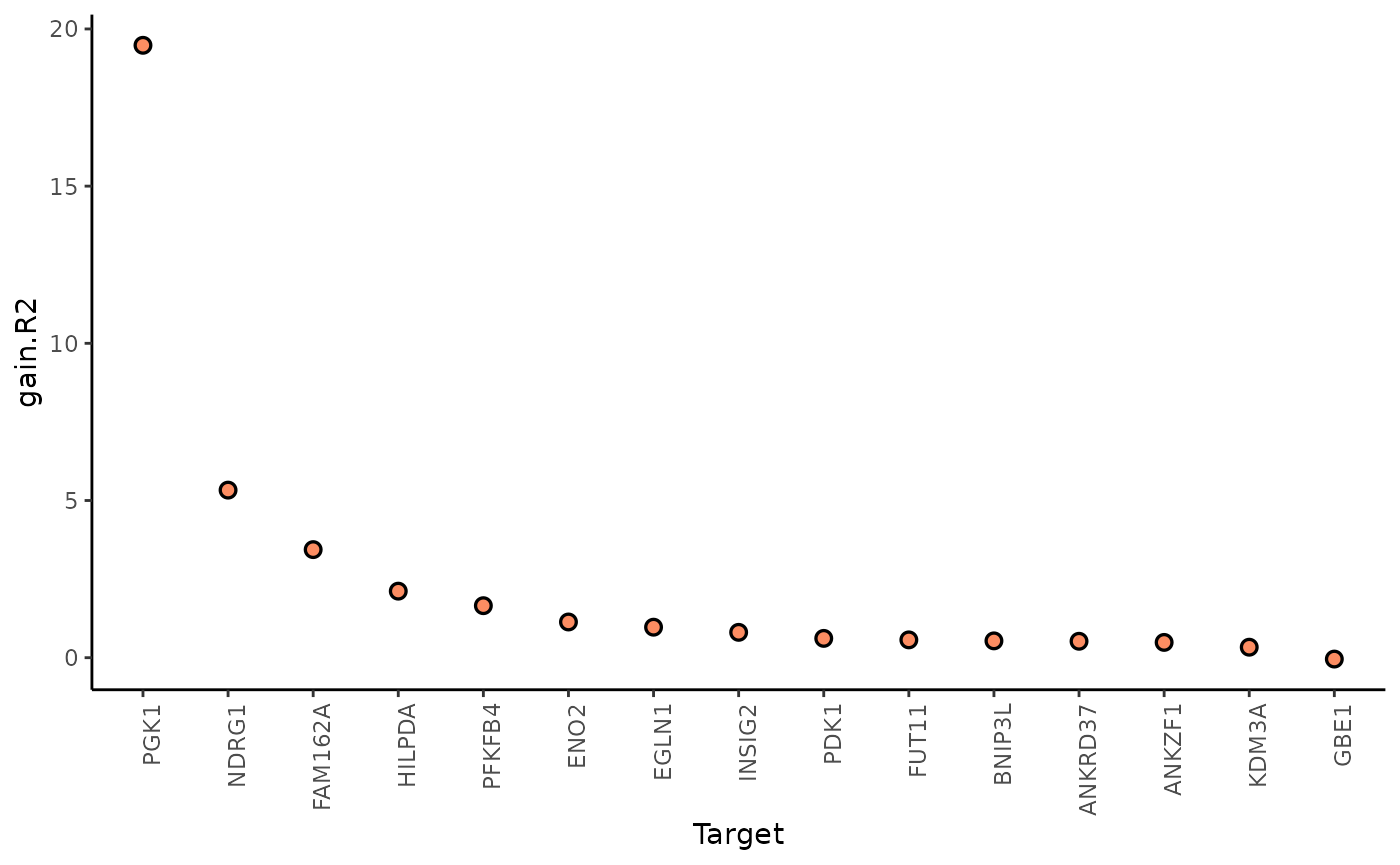 20
15
10
5
0
gain.R2
PGK1
NDRG1
FAM162A
HILPDA
PFKFB4
ENO2
EGLN1
INSIG2
PDK1
FUT11
BNIP3L
ANKRD37
ANKZF1
KDM3A
GBE1
Target